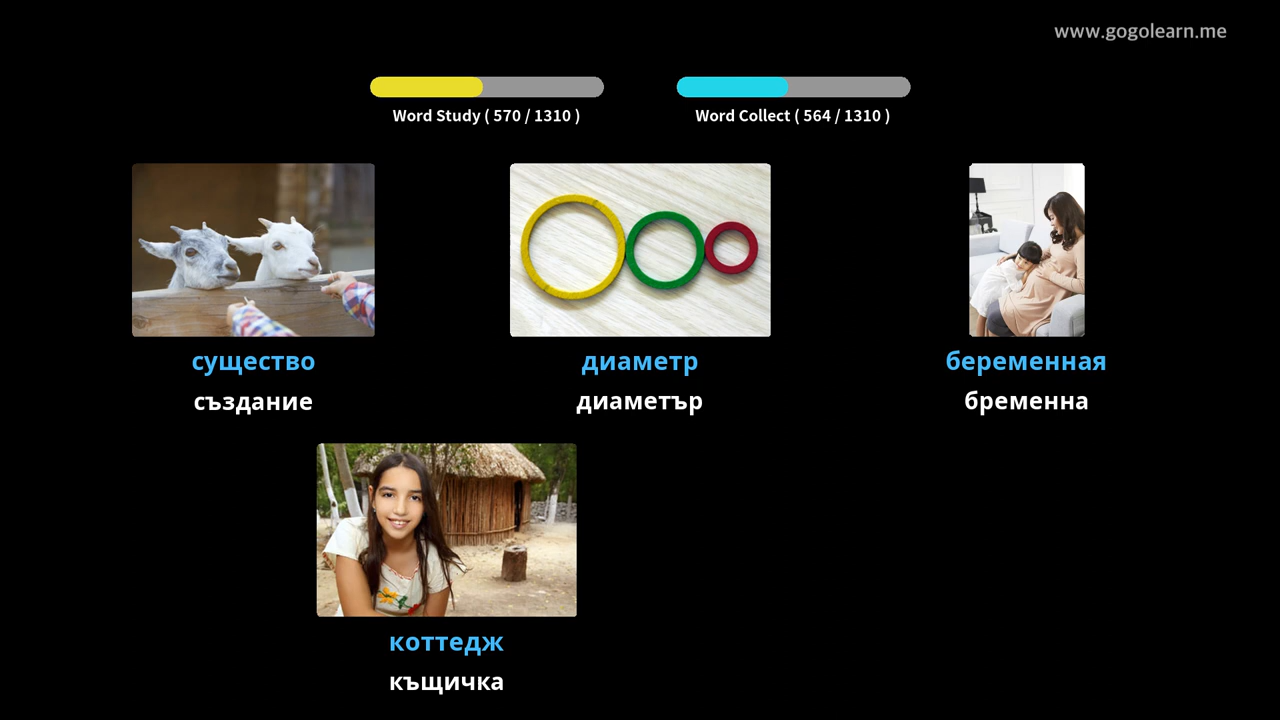 www.gogolearn.me
Word Study ( 570 / 1310 )
Word Collect ( 564 / 1310 )
существо
диаметр
беременная
създание
диаметър
бременна
коттедж
къщичка